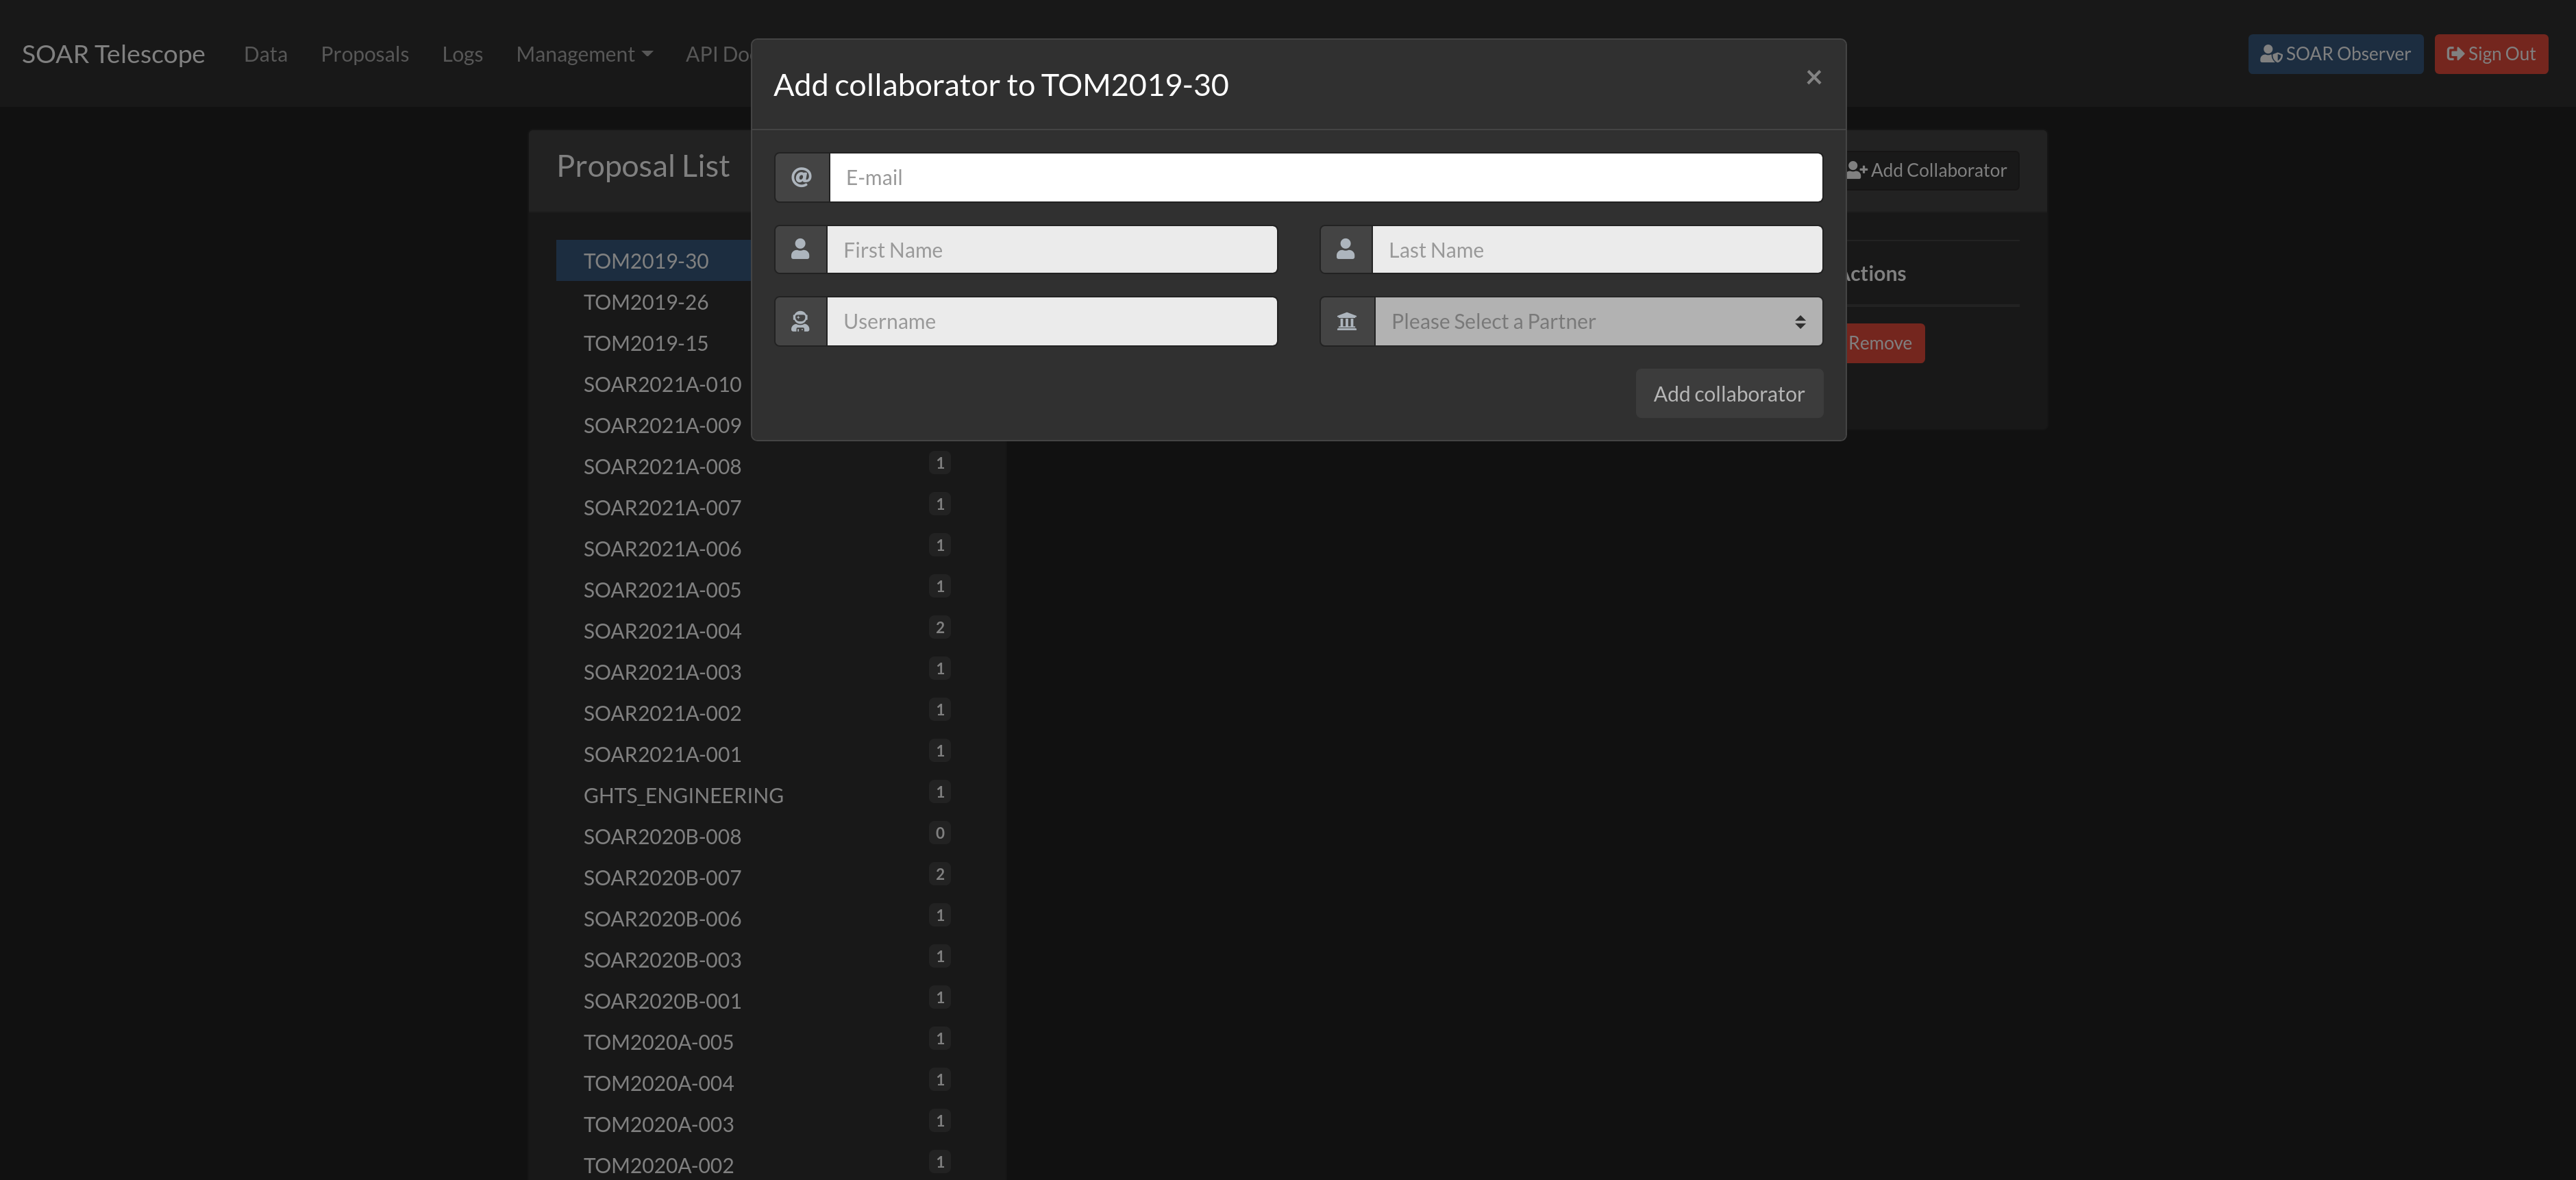 SOAR Telescope Data Proposals Logs Management SOAR Observer Sign Out
Add collaborator to TOM2019-30
×
@ E-mail
First Name Last Name
Username Please Select a Partner
Add collaborator
Proposal List Add Collaborator
TOM2019-30
TOM2019-26
TOM2019-15
SOAR2021A-010
SOAR2021A-009
SOAR2021A-008 1
SOAR2021A-007 1
SOAR2021A-006 1
SOAR2021A-005 1
SOAR2021A-004 2
SOAR2021A-003 1
SOAR2021A-002 1
SOAR2021A-001 1
GHTS_ENGINEERING 1
SOAR2020B-008 0
SOAR2020B-007 2
SOAR2020B-006 1
SOAR2020B-003 1
SOAR2020B-001 1
TOM2020A-005 1
TOM2020A-004 1
TOM2020A-003 1
TOM2020A-002 1
Actions
Remove